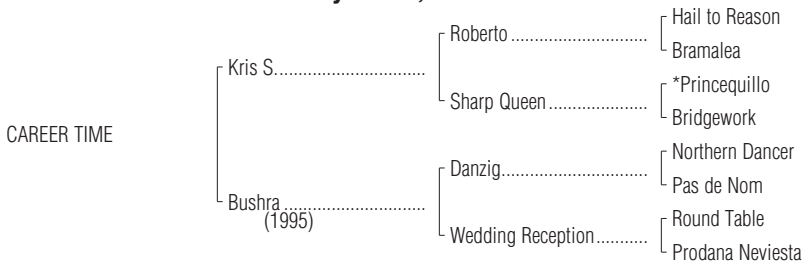 Hail to Reason
Roberto ............................
Bramalea
Kris S. ...............................
*Princequillo
Sharp Queen ....................
Bridgework
CAREER TIME
Northern Dancer
Danzig..............................
Pas de Nom
Bushra .............................
(1995)
Round Table
Wedding Reception...........
Prodana Neviesta